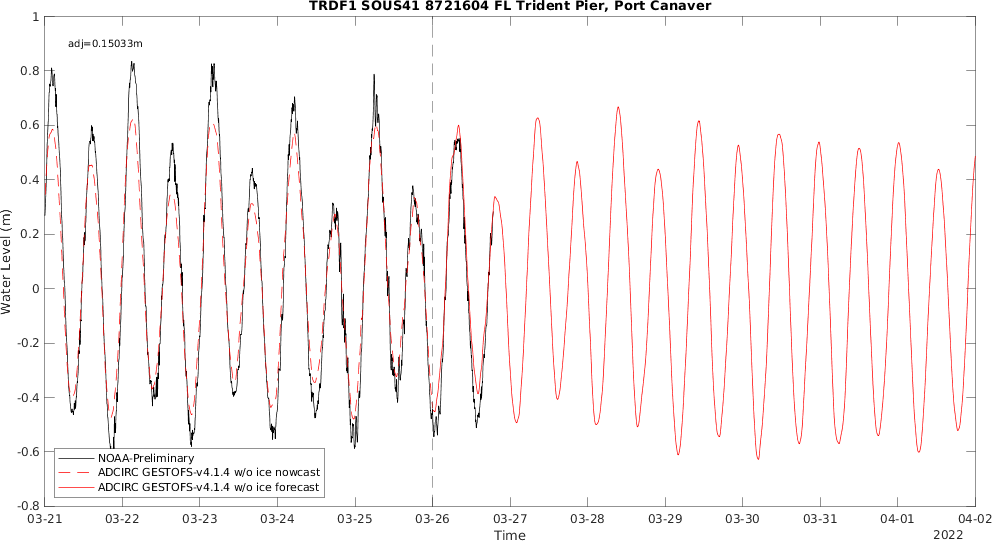 TRDF1 SOUS41 8721604 FL Trident Pier, Port Canaver
adj=0.15033m
1
0.8
0.6
0.4
0.2
0
-0.2
-0.4
-0.6
-0.8
Water Level (m)
NOAA-Preliminary
ADCIRC GESTOFS-v4.1.4 w/o ice nowcast
ADCIRC GESTOFS-v4.1.4 w/o ice forecast
03-21 03-22 03-23 03-24 03-25 03-26 03-27 03-28 03-29 03-30 03-31 04-01 04-02
Time
2022